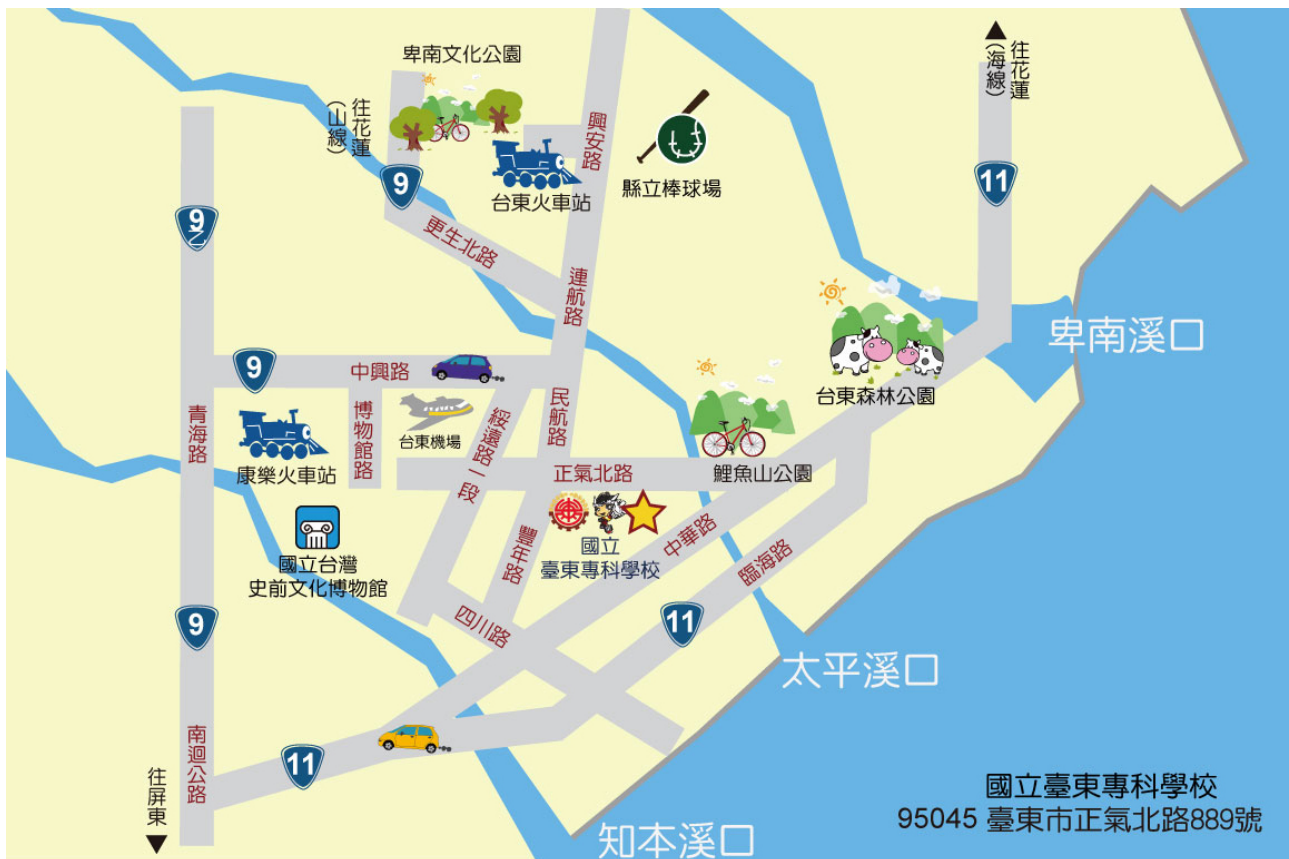 卑南文化公園
往花蓮
(山線)
往花蓮
(海線)
興安路
9
11
台東火車站
縣立棒球場
9乙
更生北路
連航路
卑南溪口
9
中興路
台東森林公園
青海路
博物館路
台東機場
綏遠路一段
民航路
康樂火車站
正氣北路
鯉魚山公園
國立台灣
史前文化博物館
豐年路
國立
臺東專科學校
中華路
臨海路
9
四川路
11
太平溪口
南迴公路
11
往屏東
知本溪口
國立臺東專科學校
95045 臺東市正氣北路889號